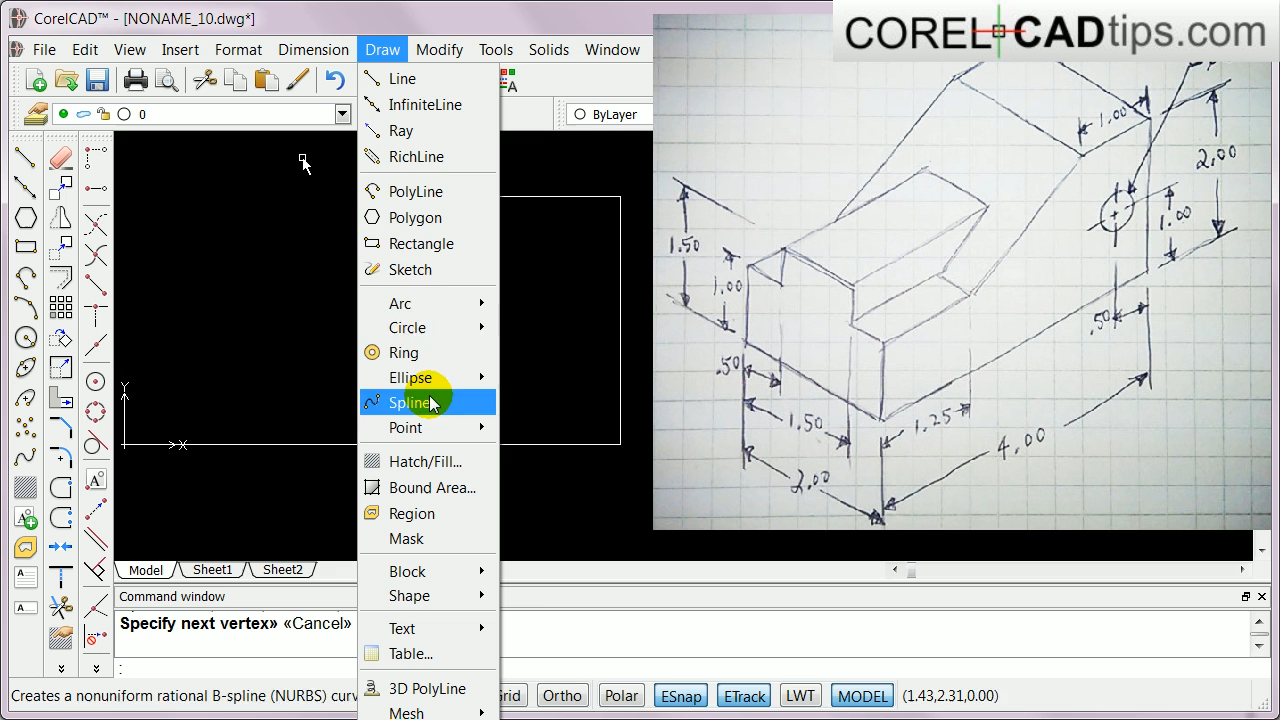 CorelCAD™ - [NONAME_10.dwg*]
COREL CADtips.com
File Edit View Insert Format Dimension Draw Modify Tools Solids Window
0
ByLayer
Line
InfiniteLine
Ray
RichLine
PolyLine
Polygon
Rectangle
Sketch
Arc
Circle
Ring
Ellipse
Spline
Point
Hatch/Fill...
Bound Area...
Region
Mask
Block
Shape
Text
Table...
3D PolyLine
Mesh
Y
X
1.00
2.00
1.00
1.50
1.00
.50
.50
1.50
1.25
4.00
2.00
Model Sheet1 Sheet2
Command window
Specify next vertex» «Cancel»
:
Creates a nonuniform rational B-spline (NURBS) curv
Ortho Polar ESnap ETrack LWT MODEL (1.43,2.31,0.00)